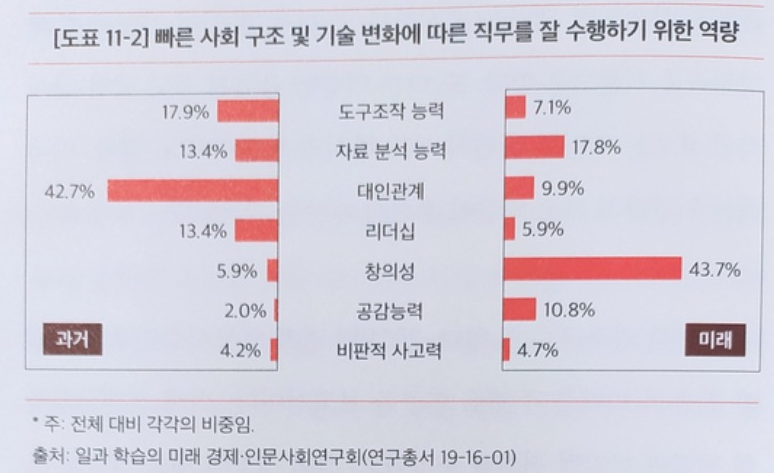 [도표 11-2] 빠른 사회 구조 및 기술 변화에 따른 직무를 잘 수행하기 위한 역량
17.9% 도구조작 능력 7.1%
13.4% 자료 분석 능력 17.8%
42.7% 대인관계 9.9%
13.4% 리더십 5.9%
5.9% 창의성 43.7%
2.0% 공감능력 10.8%
과거 4.2% 비판적 사고력 4.7% 미래
* 주: 전체 대비 각각의 비중임.
출처: 일과 학습의 미래 경제·인문사회연구회(연구총서 19-16-01)